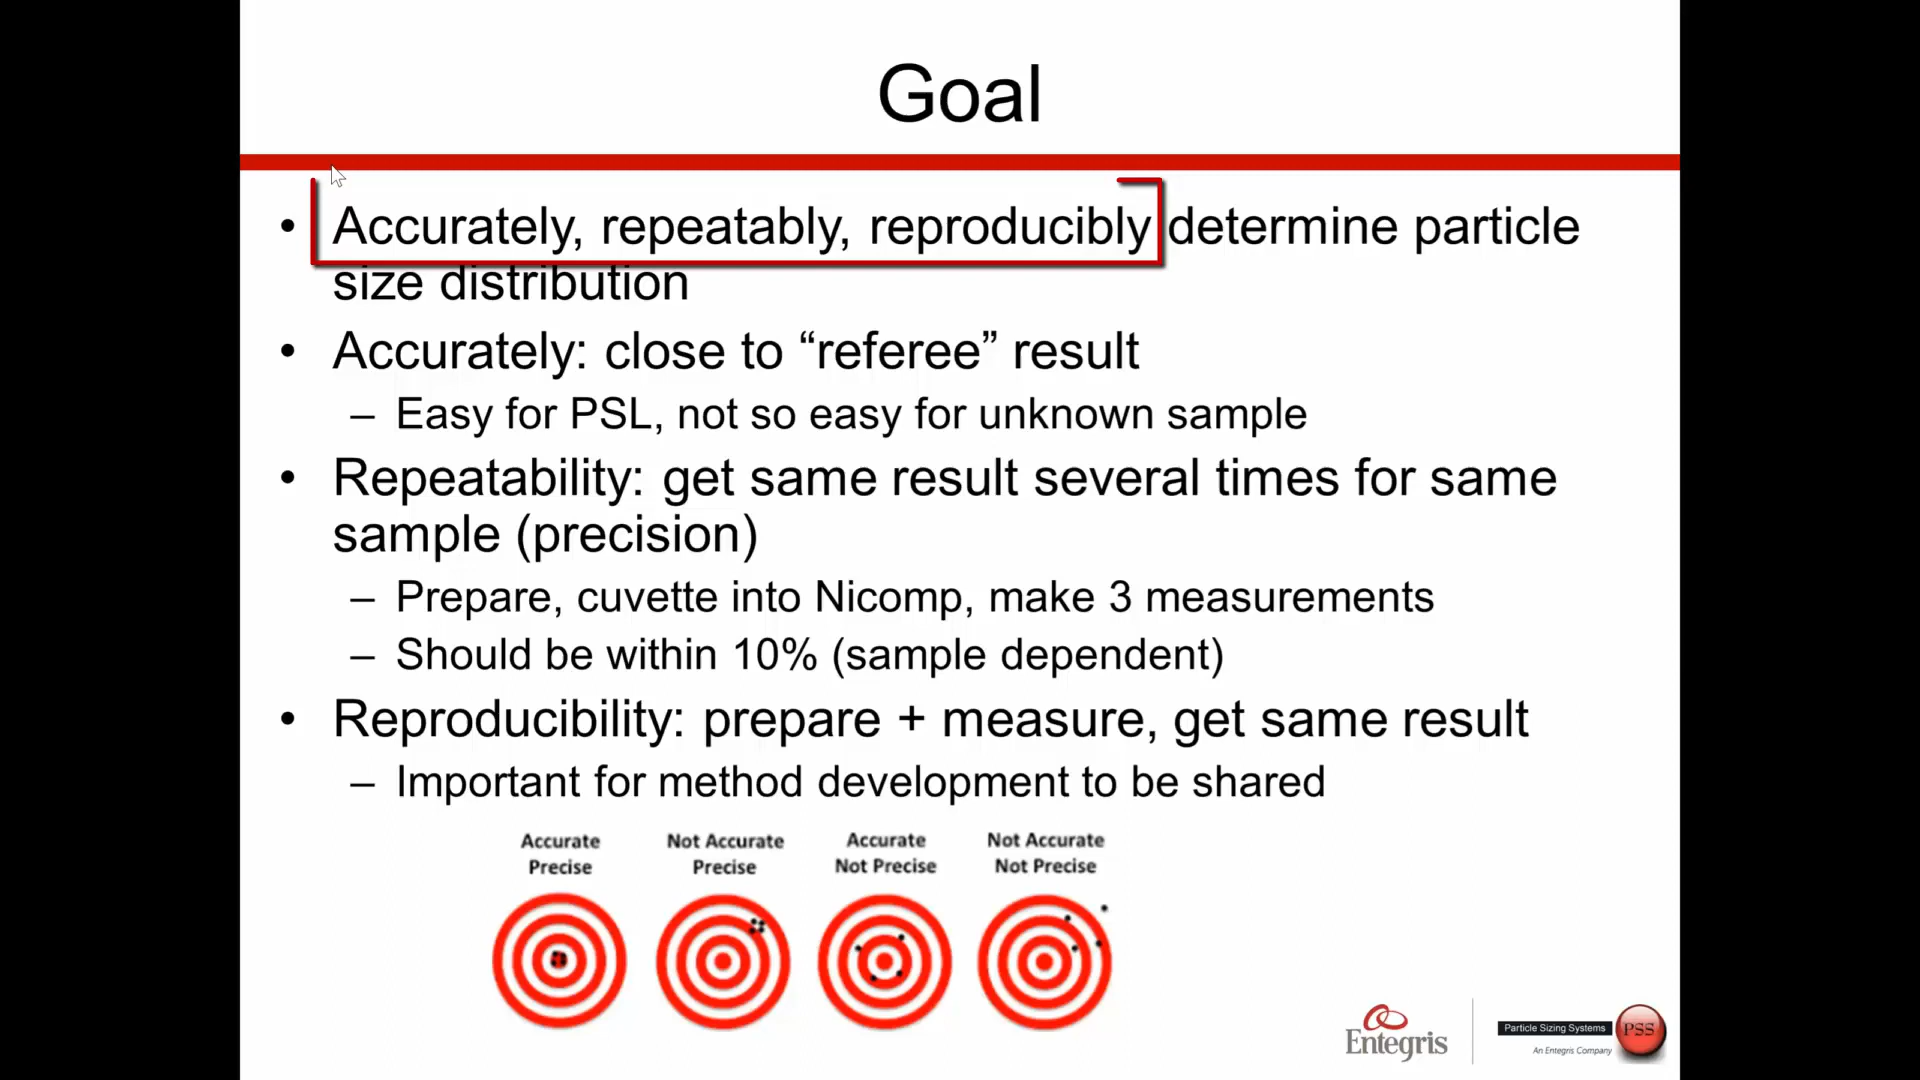 Goal
• Accurately, repeatably, reproducibly determine particle
size distribution
• Accurately: close to “referee” result
– Easy for PSL, not so easy for unknown sample
• Repeatability: get same result several times for same
sample (precision)
– Prepare, cuvette into Nicomp, make 3 measurements
– Should be within 10% (sample dependent)
• Reproducibility: prepare + measure, get same result
– Important for method development to be shared
Accurate
Precise
Not Accurate
Precise
Accurate
Not Precise
Not Accurate
Not Precise
Entegris
Particle Sizing Systems
An Entegris Company
PSS